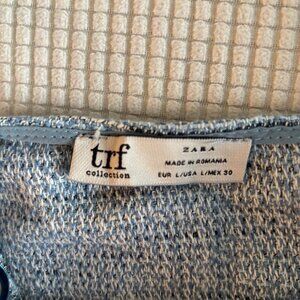 trf
collection
ZARA
MADE IN ROMANIA
EUR L/USA L/MEX 30